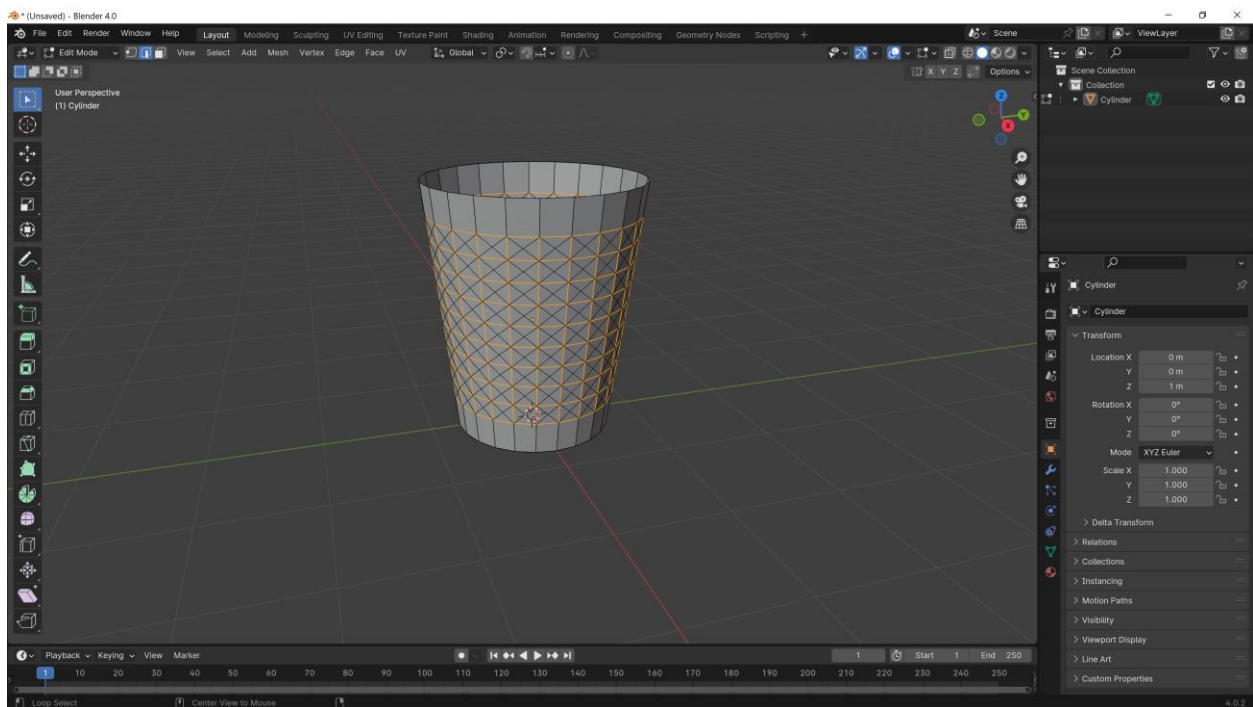 * (Unsaved) - Blender 4.0
File Edit Render Window Help Layout Modeling Sculpting UV Editing Texture Paint Shading Animation Rendering Compositing Geometry Nodes Scripting + Scene ViewLayer
Edit Mode View Select Add Mesh Vertex Edge Face UV Global
X Y Z Options
User Perspective
(1) Cylinder
Z
Y
X
Scene Collection
Collection
Cylinder
Cylinder
Cylinder
Transform
Location X 0 m
Y 0 m
Z 1 m
Rotation X 0°
Y 0°
Z 0°
Mode XYZ Euler
Scale X 1.000
Y 1.000
Z 1.000
Delta Transform
Relations
Collections
Instancing
Motion Paths
Visibility
Viewport Display
Line Art
Custom Properties
Playback Keying View Marker 1 Start 1 End 250
1 10 20 30 40 50 60 70 80 90 100 110 120 130 140 150 160 170 180 190 200 210 220 230 240 250
Loop Select Center View to Mouse 4.0.2